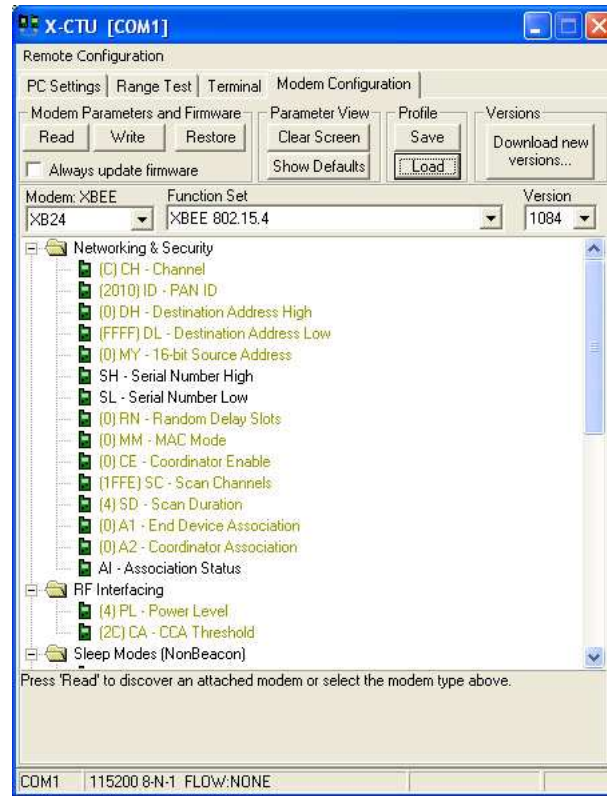 X-CTU [COM1]
Remote Configuration
PC Settings Range Test Terminal Modem Configuration
Modem Parameters and Firmware Parameter View Profile Versions
Read Write Restore Clear Screen Save Download new versions...
Always update firmware Show Defaults Load
Modem: XBEE Function Set Version
XB24 XBEE 802.15.4 1084
Networking & Security
(C) CH - Channel
(2010) ID - PAN ID
(0) DH - Destination Address High
(FFFF) DL - Destination Address Low
(0) MY - 16-bit Source Address
SH - Serial Number High
SL - Serial Number Low
(0) RN - Random Delay Slots
(0) MM - MAC Mode
(0) CE - Coordinator Enable
(1FFE) SC - Scan Channels
(4) SD - Scan Duration
(0) A1 - End Device Association
(0) A2 - Coordinator Association
AI - Association Status
RF Interfacing
(4) PL - Power Level
(2C) CA - CCA Threshold
Sleep Modes (NonBeacon)
Press 'Read' to discover an attached modem or select the modem type above.
COM1 115200 8-N-1 FLOW:NONE